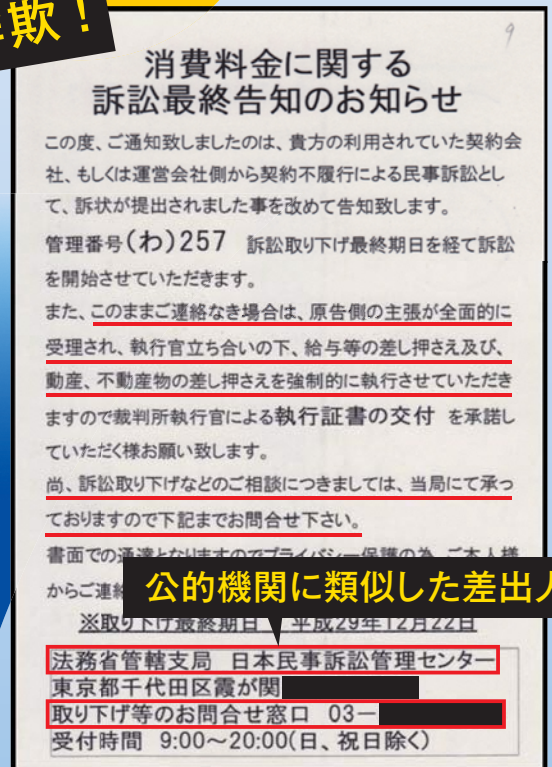 欺！
9
消費料金に関する
訴訟最終告知のお知らせ
この度、ご通知致しましたのは、貴方の利用されていた契約会
社、もしくは運営会社側から契約不履行による民事訴訟とし
て、訴状が提出されました事を改めて告知致します。
管理番号(わ)257 訴訟取り下げ最終期日を経て訴訟
を開始させていただきます。
また、このままご連絡なき場合は、原告側の主張が全面的に
受理され、執行官立ち合いの下、給与等の差し押さえ及び、
動産、不動産物の差し押さえを強制的に執行させていただき
ますので裁判所執行官による執行証書の交付 を承諾し
ていただく様お願い致します。
尚、訴訟取り下げなどのご相談につきましては、当局にて承っ
ておりますので下記までお問合せ下さい。
書面での通達となりますのでプライバシー保護の為、ご本人様
からご連絡
公的機関に類似した差出人
※取り下げ最終期日 平成29年12月22日
法務省管轄支局 日本民事訴訟管理センター
東京都千代田区霞が関
取り下げ等のお問合せ窓口 03－
受付時間 9:00～20:00(日、祝日除く)